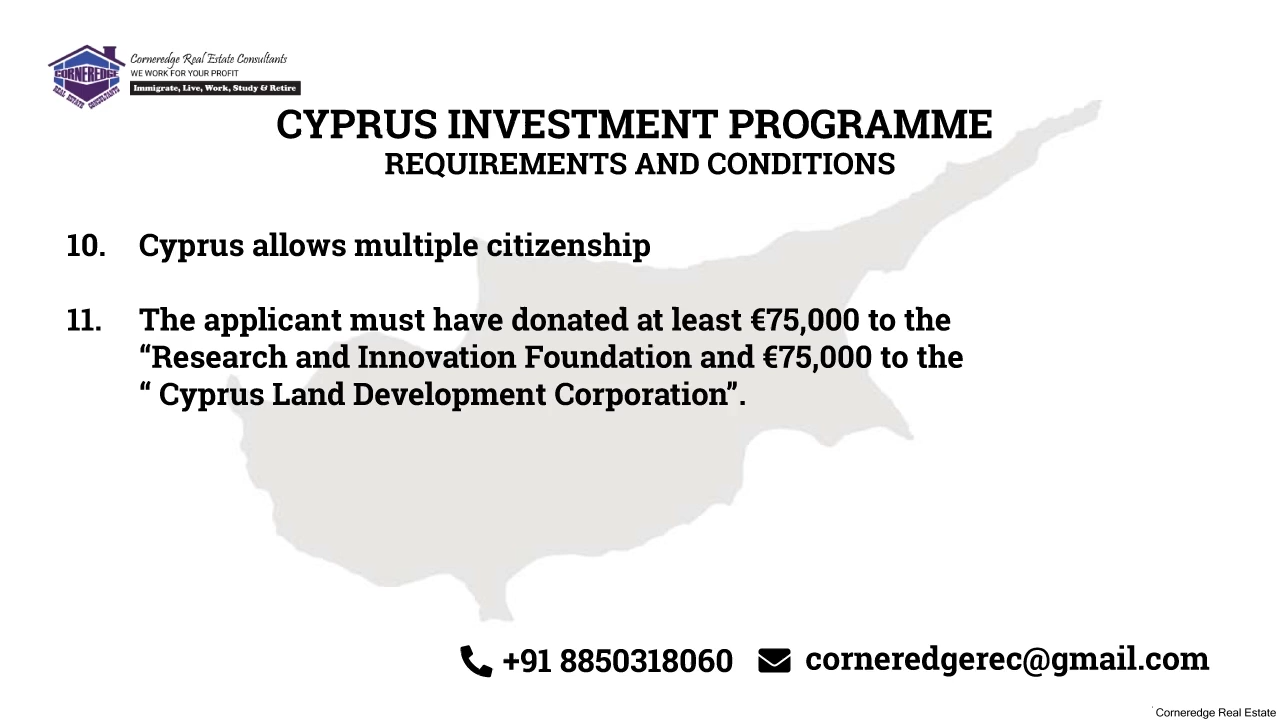 CORNEREDGE
REAL ESTATE CONSULTANTS
Corneredge Real Estate Consultants
WE WORK FOR YOUR PROFIT
Immigrate, Live, Work, Study & Retire
CYPRUS INVESTMENT PROGRAMME
REQUIREMENTS AND CONDITIONS
10. Cyprus allows multiple citizenship
11. The applicant must have donated at least €75,000 to the
“Research and Innovation Foundation and €75,000 to the
“ Cyprus Land Development Corporation”.
+91 8850318060 corneredgerec@gmail.com
Corneredge Real Estate